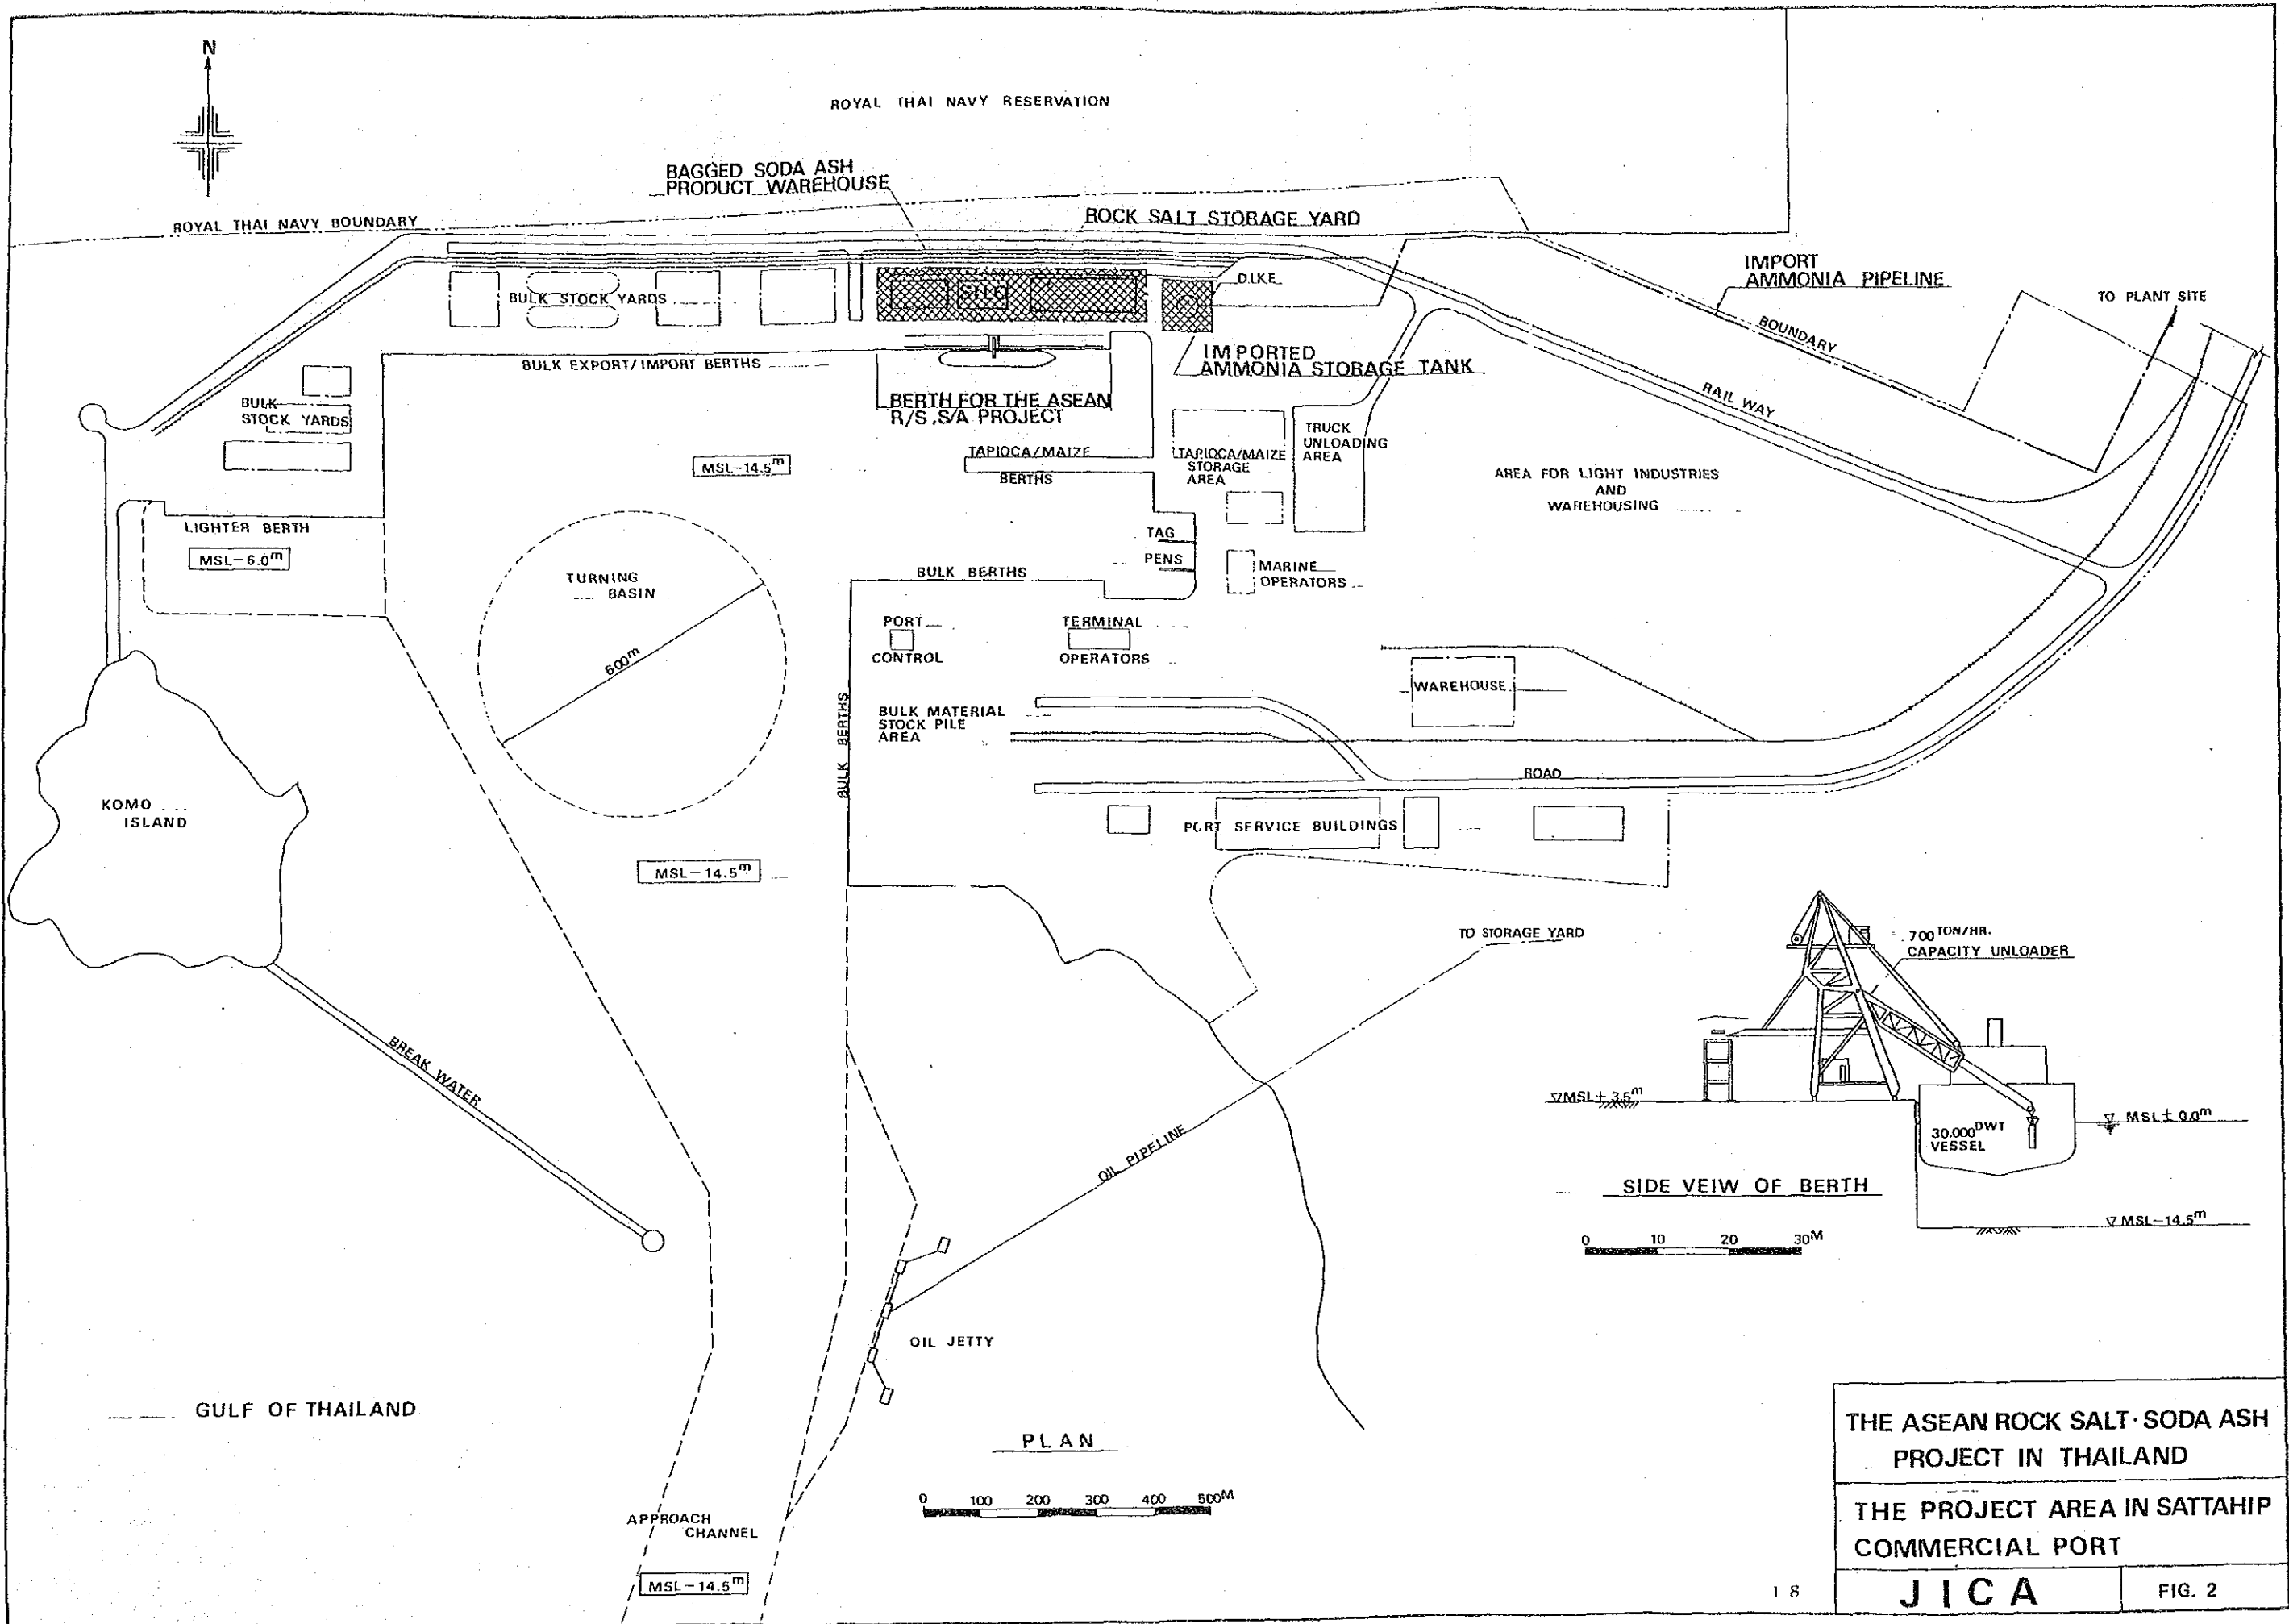 N
ROYAL THAI NAVY RESERVATION
BAGGED SODA ASH
PRODUCT WAREHOUSE
ROYAL THAI NAVY BOUNDARY
ROCK SALT STORAGE YARD
IMPORT
AMMONIA PIPELINE
TO PLANT SITE
DIKE
SILO
BULK STOCK YARDS
BOUNDARY
BULK EXPORT/IMPORT BERTHS
IMPORTED
AMMONIA STORAGE TANK
BERTH FOR THE ASEAN
R/S,S/A PROJECT
RAIL WAY
BULK
STOCK YARDS
TRUCK
UNLOADING
AREA
TAPIOCA/MAIZE
BERTHS
TAPIOCA/MAIZE
STORAGE
AREA
MSL-14.5m
AREA FOR LIGHT INDUSTRIES
AND
WAREHOUSING
LIGHTER BERTH
MSL-6.0m
TAG
PENS
MARINE
OPERATORS
TURNING
BASIN
600m
BULK BERTHS
PORT
CONTROL
TERMINAL
OPERATORS
WAREHOUSE
BULK BERTHS
BULK MATERIAL
STOCK PILE
AREA
ROAD
KOMO
ISLAND
PORT SERVICE BUILDINGS
MSL-14.5m
TO STORAGE YARD
700 TON/HR.
CAPACITY UNLOADER
BREAK WATER
OIL PIPELINE
MSL+3.5m
MSL±0.0m
30.000 DWT
VESSEL
SIDE VEIW OF BERTH
MSL-14.5m
0 10 20 30M
OIL JETTY
GULF OF THAILAND
PLAN
0 100 200 300 400 500M
APPROACH
CHANNEL
MSL-14.5m
THE ASEAN ROCK SALT·SODA ASH
PROJECT IN THAILAND
THE PROJECT AREA IN SATTAHIP
COMMERCIAL PORT
18
JICA
FIG. 2